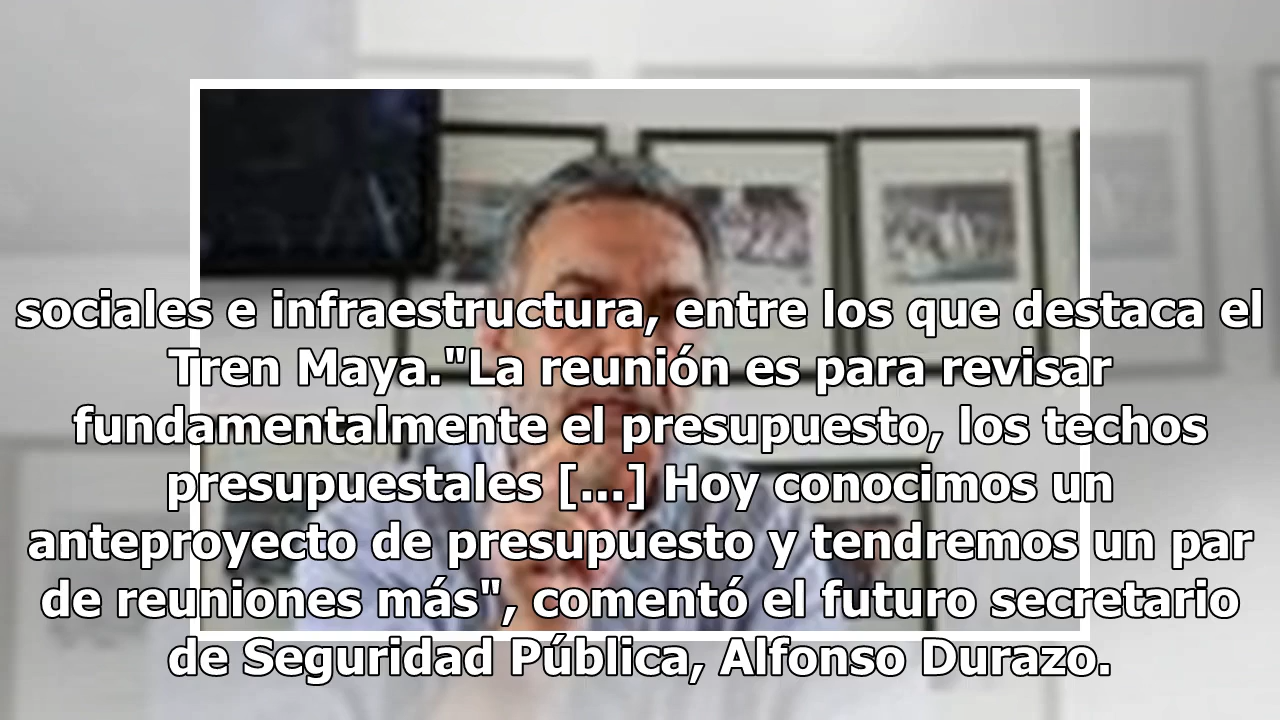 sociales e infraestructura, entre los que destaca el
Tren Maya."La reunión es para revisar
fundamentalmente el presupuesto, los techos
presupuestales [...] Hoy conocimos un
anteproyecto de presupuesto y tendremos un par
de reuniones más", comentó el futuro secretario
de Seguridad Pública, Alfonso Durazo.